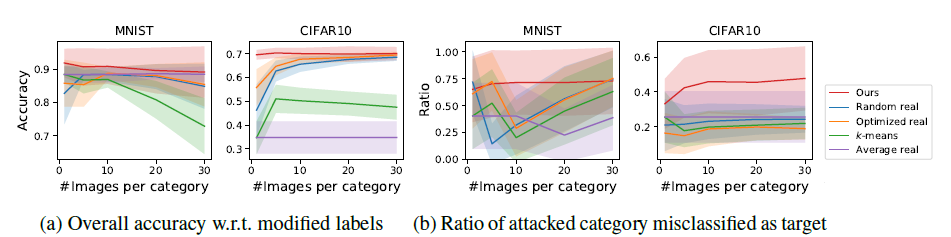 MNIST
CIFAR10
MNIST
CIFAR10
Accuracy
0.9
0.8
0.7
0 10 20 30
#Images per category
0.7
0.6
0.5
0.4
0.3
0 10 20 30
#Images per category
Ratio
1.00
0.75
0.50
0.25
0.00
0 10 20 30
#Images per category
0.6
0.4
0.2
0 10 20 30
#Images per category
Ours
Random real
Optimized real
k-means
Average real
(a) Overall accuracy w.r.t. modified labels
(b) Ratio of attacked category misclassified as target